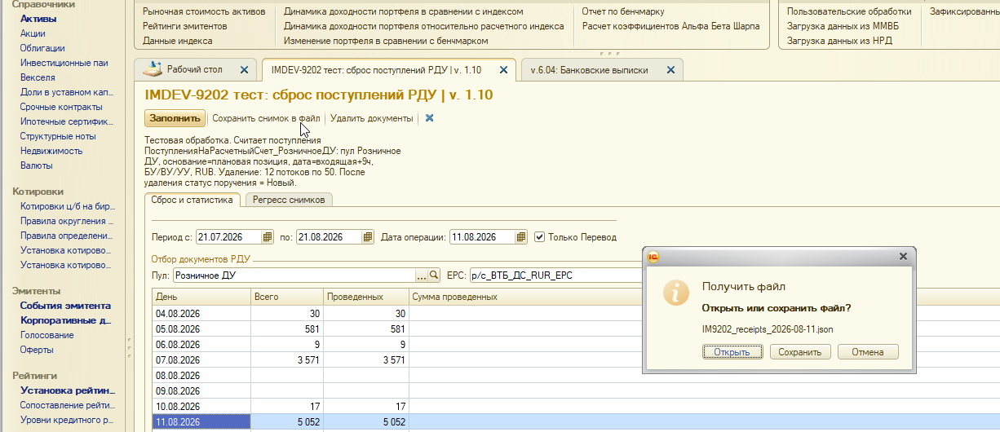 Справочники
Активы
Акции
Облигации
Инвестиционные паи
Векселя
Доли в уставном кап...
Срочные контракты
Ипотечные сертифик...
Структурные ноты
Недвижимость
Валюты
Котировки
Котировки ц/б на бир...
Правила округления ...
Правила определени...
Установка котирово...
Установка котирово...
Эмитенты
События эмитента
Корпоративные д...
Голосование
Оферты
Рейтинги
Установка рейтин...
Сопоставление рейти...
Уровни кредитного р...
Рыночная стоимость активов
Рейтинги эмитентов
Данные индекса
Динамика доходности портфеля в сравнении с индексом
Динамика доходности портфеля относительно расчетного индекса
Изменение портфеля в сравнении с бенчмарком
Отчет по бенчмарку
Расчет коэффициентов Альфа Бета Шарпа
Пользовательские обработки
Загрузка данных из ММВБ
Загрузка данных из НРД
Зафиксированны
Рабочий стол
IMDEV-9202 тест: сброс поступлений РДУ | v. 1.10
v.6.04: Банковские выписки
IMDEV-9202 тест: сброс поступлений РДУ | v. 1.10
Заполнить
Сохранить снимок в файл
Удалить документы
Тестовая обработка. Считает поступления
ПоступленияНаРасчетныйСчет_РозничноеДУ: пул Розничное
ДУ, основание=плановая позиция, дата=входящая+9ч,
БУ/ВУ/УУ, RUB. Удаление: 12 потоков по 50. После
удаления статус поручения = Новый.
Сброс и статистика
Регресс снимков
Период с: 21.07.2026 по: 21.08.2026 Дата операции: 11.08.2026 Только Перевод
Отбор документов РДУ
Пул: Розничное ДУ ... ЕРС: р/с_ВТБ_ДС_RUR_ЕРС
День Всего Проведенных Сумма проведенных
04.08.2026 30 30
05.08.2026 581 581
06.08.2026 9 9
07.08.2026 3 571 3 571
08.08.2026
09.08.2026
10.08.2026 17 17
11.08.2026 5 052 5 052
1С
Получить файл
Открыть или сохранить файл?
IM9202_receipts_2026-08-11.json
Открыть
Сохранить
Отмена